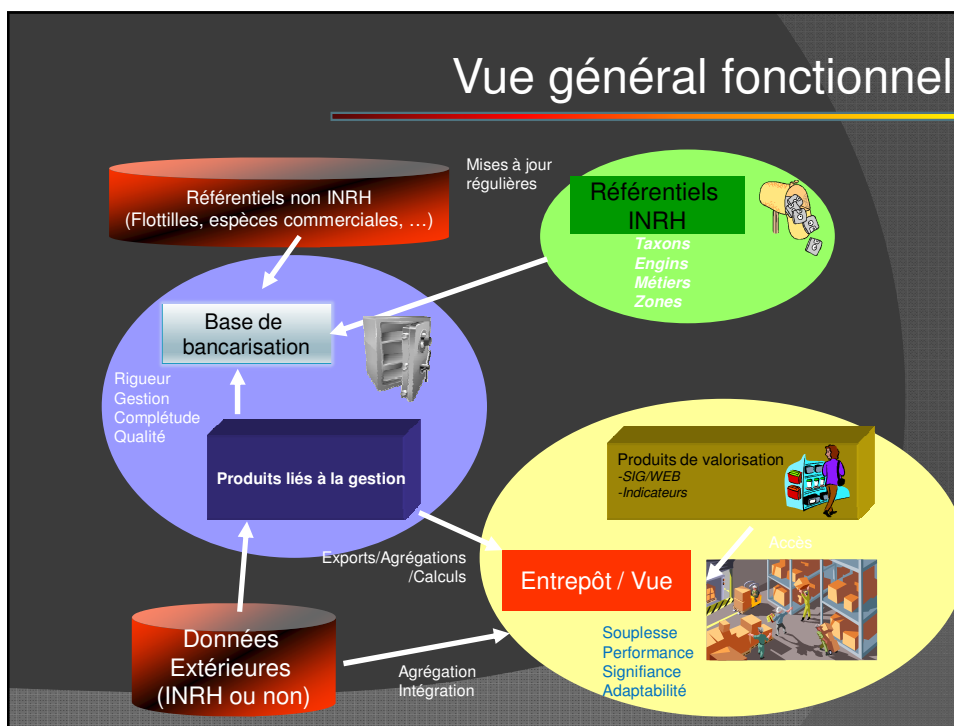 Vue général fonctionnel
Référentiels non INRH
(Flottilles, espèces commerciales, …)
Mises à jour
régulières
Référentiels
INRH
Taxons
Engins
Métiers
Zones
Base de
bancarisation
Rigueur
Gestion
Complétude
Qualité
Produits liés à la gestion
Produits de valorisation
-SIG/WEB
-Indicateurs
Accès
Exports/Agrégations
/Calculs
Entrepôt / Vue
Données
Extérieures
(INRH ou non)
Agrégation
Intégration
Souplesse
Performance
Signifiance
Adaptabilité